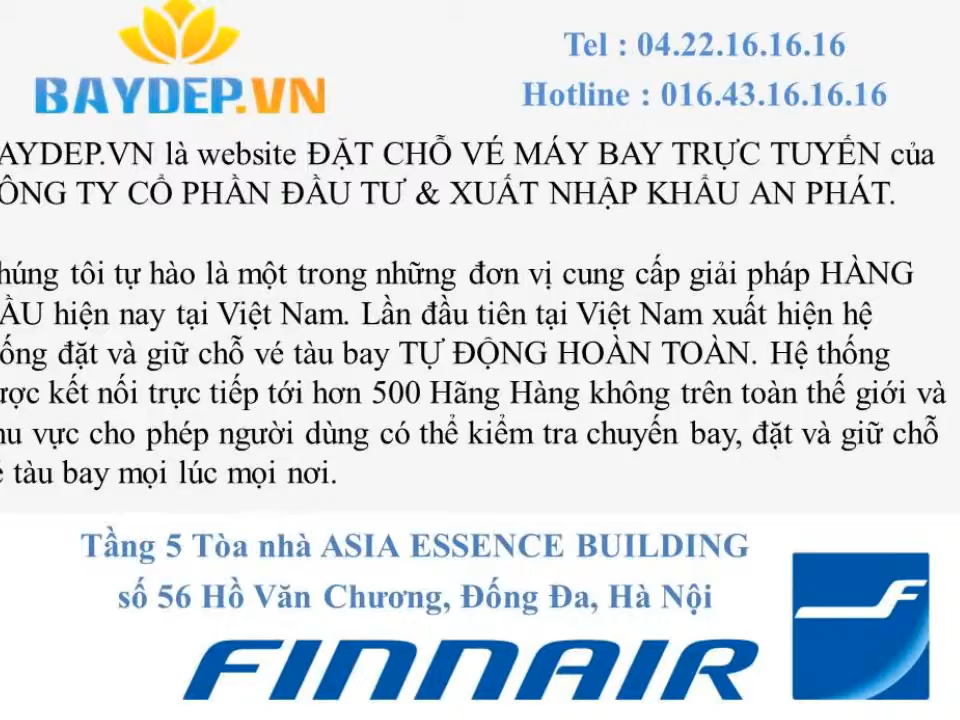 BAYDEP.VN
Tel : 04.22.16.16.16
Hotline : 016.43.16.16.16
AYDEP.VN là website ĐẶT CHỖ VÉ MÁY BAY TRỰC TUYẾN của
ÔNG TY CỔ PHẦN ĐẦU TƯ & XUẤT NHẬP KHẨU AN PHÁT.
húng tôi tự hào là một trong những đơn vị cung cấp giải pháp HÀNG
ẦU hiện nay tại Việt Nam. Lần đầu tiên tại Việt Nam xuất hiện hệ
ống đặt và giữ chỗ vé tàu bay TỰ ĐỘNG HOÀN TOÀN. Hệ thống
ược kết nối trực tiếp tới hơn 500 Hãng Hàng không trên toàn thế giới và
hu vực cho phép người dùng có thể kiểm tra chuyến bay, đặt và giữ chỗ
é tàu bay mọi lúc mọi nơi.
Tầng 5 Tòa nhà ASIA ESSENCE BUILDING
số 56 Hồ Văn Chương, Đống Đa, Hà Nội
FINNAIR